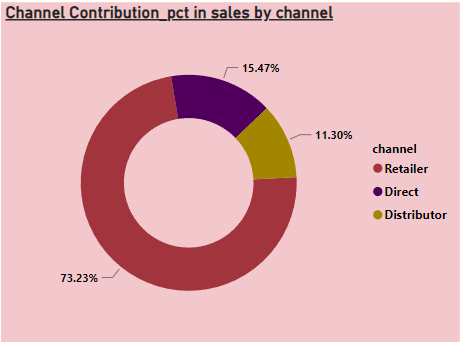 Channel Contribution_pct in sales by channel
15.47%
11.30%
channel
Retailer
Direct
Distributor
73.23%